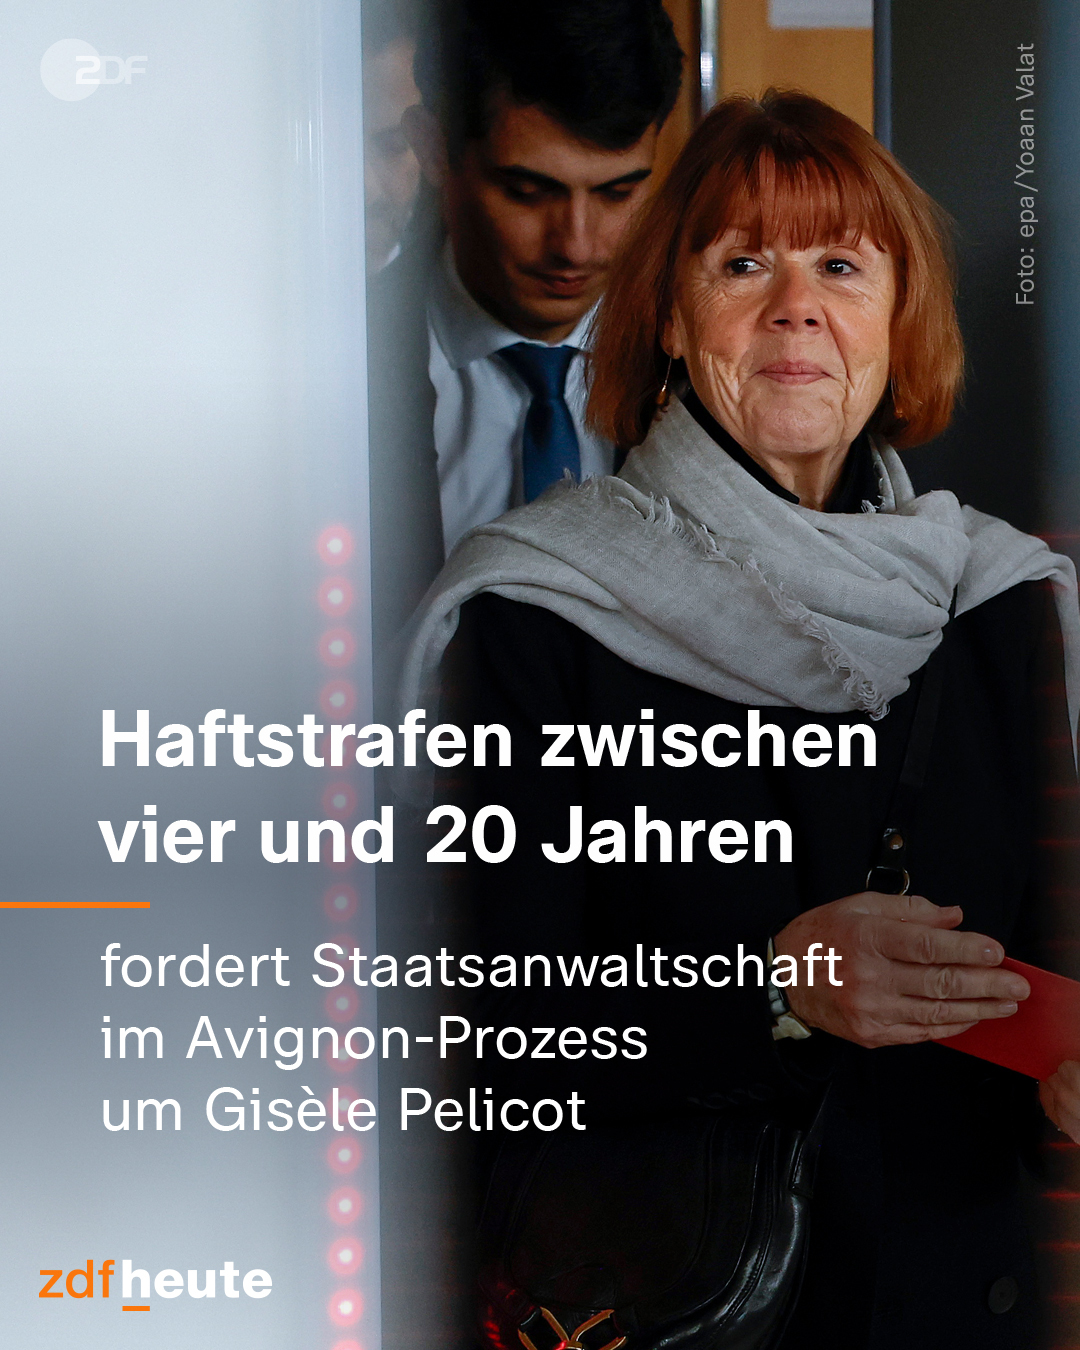 ZDF
Foto: epa/Yoaan Valat
Haftstrafen zwischen
vier und 20 Jahren
fordert Staatsanwaltschaft
im Avignon-Prozess
um Gisèle Pelicot
zdfheute